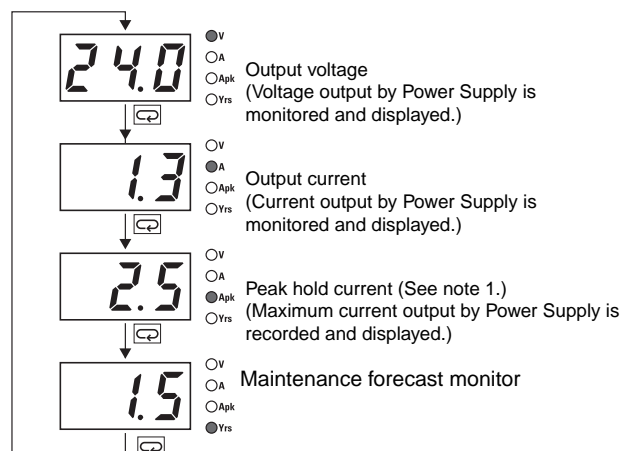 24.0
V
A
Apk
Yrs
Output voltage
(Voltage output by Power Supply is
monitored and displayed.)
1.3
V
A
Apk
Yrs
Output current
(Current output by Power Supply is
monitored and displayed.)
2.5
V
A
Apk
Yrs
Peak hold current (See note 1.)
(Maximum current output by Power Supply is
recorded and displayed.)
1.5
V
A
Apk
Yrs
Maintenance forecast monitor